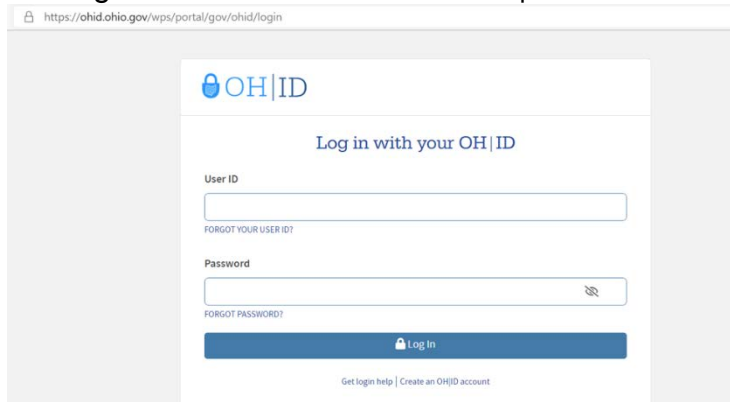 https://ohid.ohio.gov/wps/portal/gov/ohid/login
OH|ID
Log in with your OH|ID
User ID
FORGOT YOUR USER ID?
Password
FORGOT PASSWORD?
Log In
Get login help | Create an OH|ID account